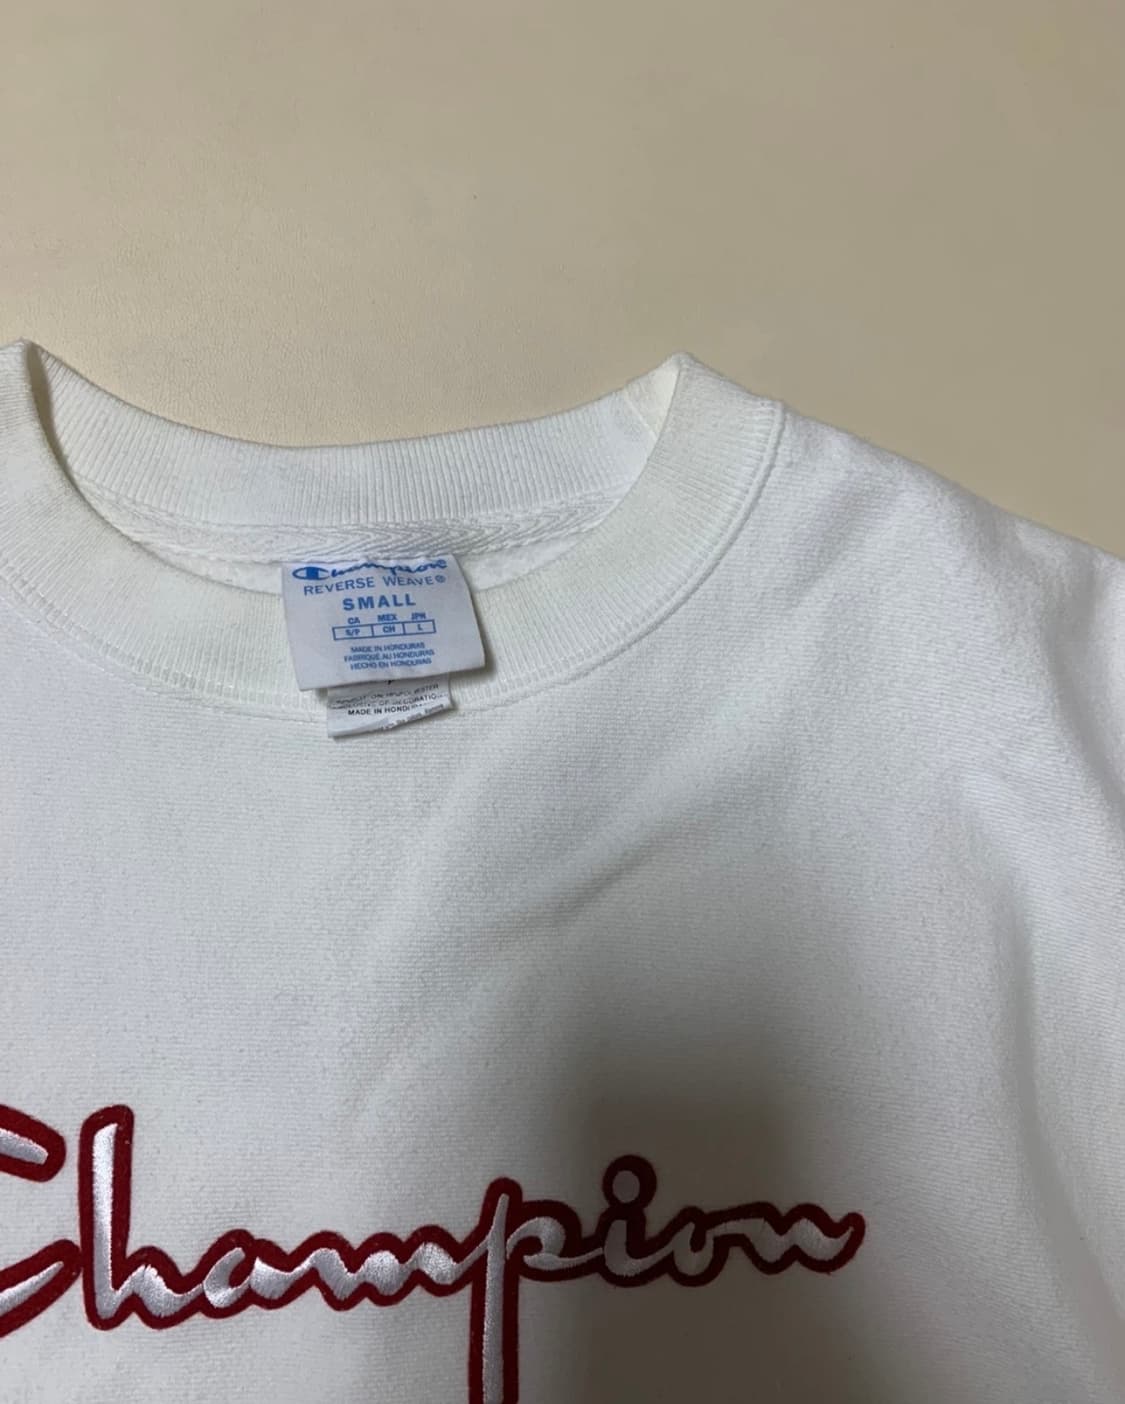 Champion
REVERSE WEAVE®
SMALL
CA MEX JPN
S/P CH L
MADE IN HONDURAS
FABRIQUÉ AU HONDURAS
HECHO EN HONDURAS
MADE IN
Champion